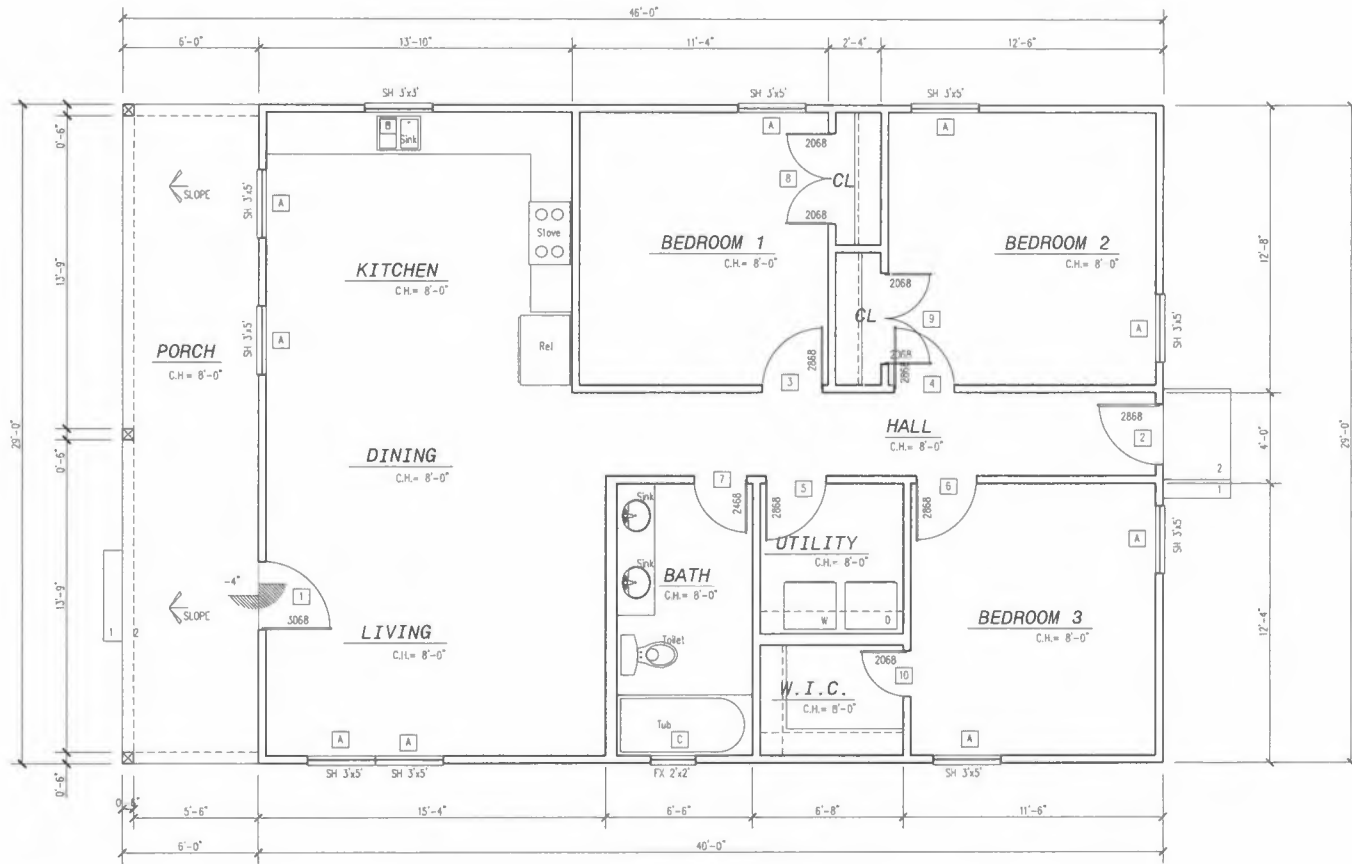 46'-0"
6'-0" 13'-10" 11'-4" 2'-4" 12'-6"
SH 3'x3' SH 3'x5' SH 3'x5'
0'-6"
A A
2068
Sink
SLOPE
SH 3'x5'
A
8
CL
2068
Stove
BEDROOM 1
C.H.= 8'-0"
BEDROOM 2
C.H.= 8'-0"
12'-8"
13'-9"
KITCHEN
C.H.= 8'-0"
2068
CL
9
A
SH 3'x5'
SH 3'x5'
A
PORCH
C.H= 8'-0"
2868
3
2068
2868
4
HALL
C.H.= 8'-0"
2868
2
4'-0"
29'-0"
29'-0"
0'-6"
DINING
C.H.= 8'-0"
2
1
7
2468
5
2868
6
2868
Sink
A
SH 3'x5'
UTILITY
C.H.= 8'-0"
Sink
BATH
C.H.= 8'-0"
-4"
1
3068
SLOPE
13'-9"
1 2
W D
LIVING
C.H.= 8'-0"
BEDROOM 3
C.H.= 8'-0"
12'-4"
Toilet
2068
10
W.I.C.
C.H.= 8'-0"
Tub
C
A A A
SH 3'x5' SH 3'x5' FX 2'x2' SH 3'x5'
0'-6"
5'-6" 15'-4" 6'-6" 6'-8" 11'-6"
6'-0" 40'-0"